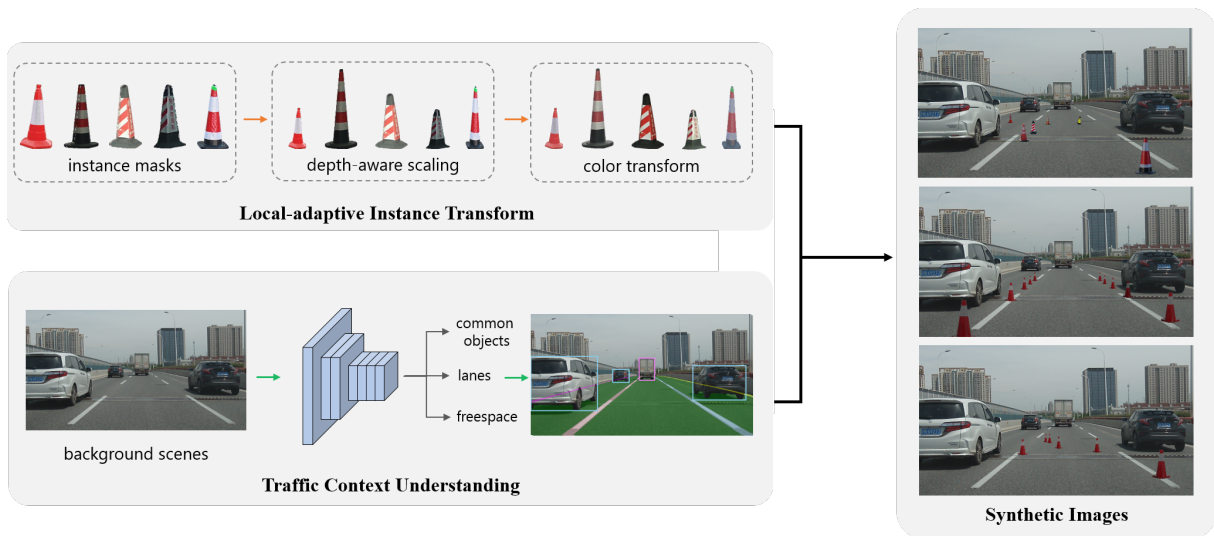 instance masks
depth-aware scaling
color transform
Local-adaptive Instance Transform
common
objects
lanes
freespace
background scenes
Traffic Context Understanding
Synthetic Images